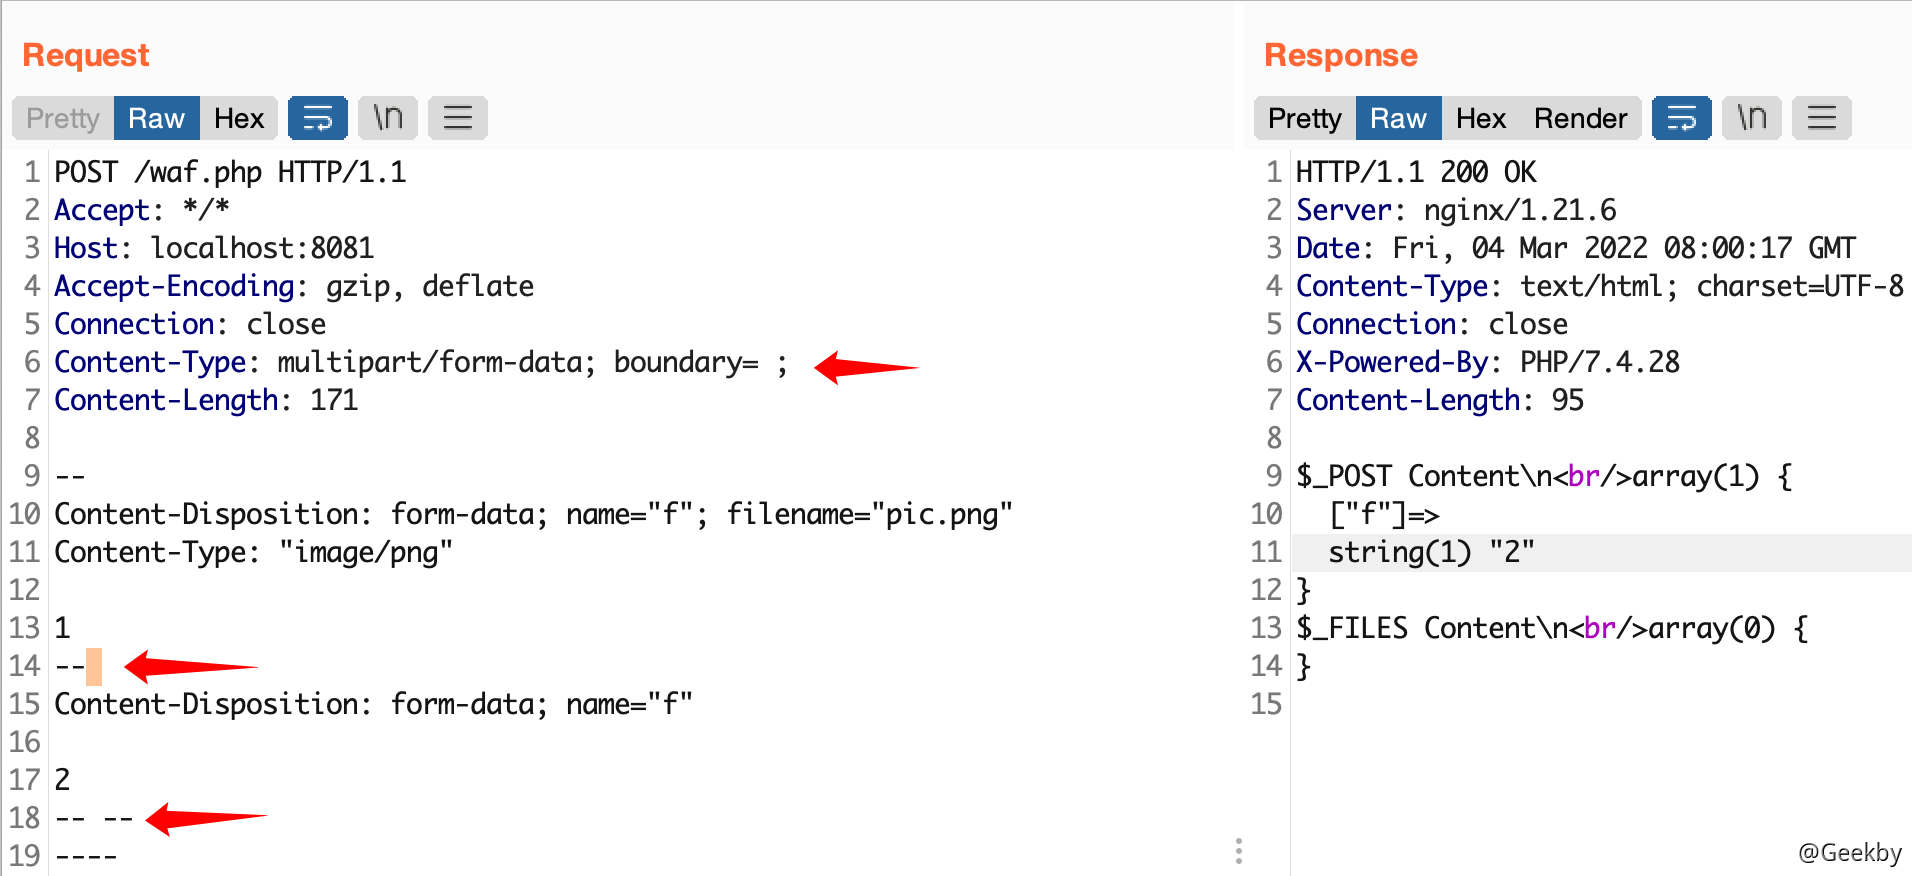 Request
Pretty Raw Hex \n
1 POST /waf.php HTTP/1.1
2 Accept: */*
3 Host: localhost:8081
4 Accept-Encoding: gzip, deflate
5 Connection: close
6 Content-Type: multipart/form-data; boundary= ;
7 Content-Length: 171
8
9 --
10 Content-Disposition: form-data; name="f"; filename="pic.png"
11 Content-Type: "image/png"
12
13 1
14 --
15 Content-Disposition: form-data; name="f"
16
17 2
18 -- --
19 ----
Response
Pretty Raw Hex Render \n
1 HTTP/1.1 200 OK
2 Server: nginx/1.21.6
3 Date: Fri, 04 Mar 2022 08:00:17 GMT
4 Content-Type: text/html; charset=UTF-8
5 Connection: close
6 X-Powered-By: PHP/7.4.28
7 Content-Length: 95
8
9 $_POST Content\n<br/>array(1) {
10 ["f"]=>
11 string(1) "2"
12 }
13 $_FILES Content\n<br/>array(0) {
14 }
15
@Geekby